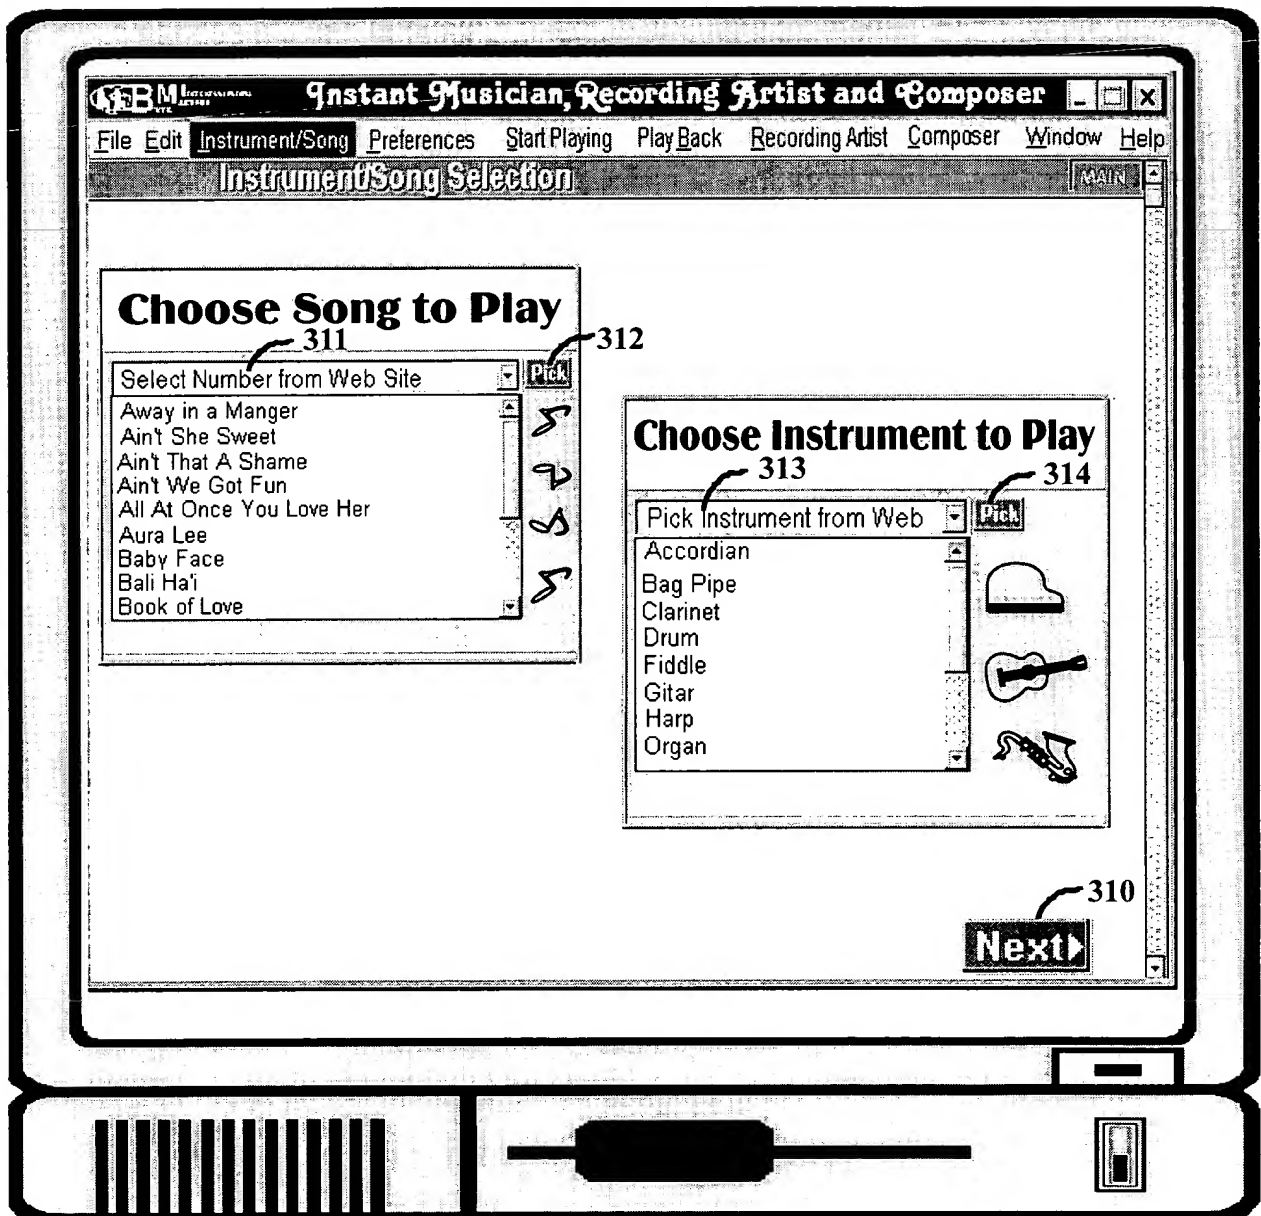 Instant Musician, Recording Artist and Composer
File Edit Instrument/Song Preferences Start Playing Play Back Recording Artist Composer Window Help
Instrument/Song Selection MAIN
Choose Song to Play
311
312
Select Number from Web Site Pick
Away in a Manger
Ain't She Sweet
Ain't That A Shame
Ain't We Got Fun
All At Once You Love Her
Aura Lee
Baby Face
Bali Ha'i
Book of Love
Choose Instrument to Play
313
314
Pick Instrument from Web Pick
Accordian
Bag Pipe
Clarinet
Drum
Fiddle
Gitar
Harp
Organ
310
Next